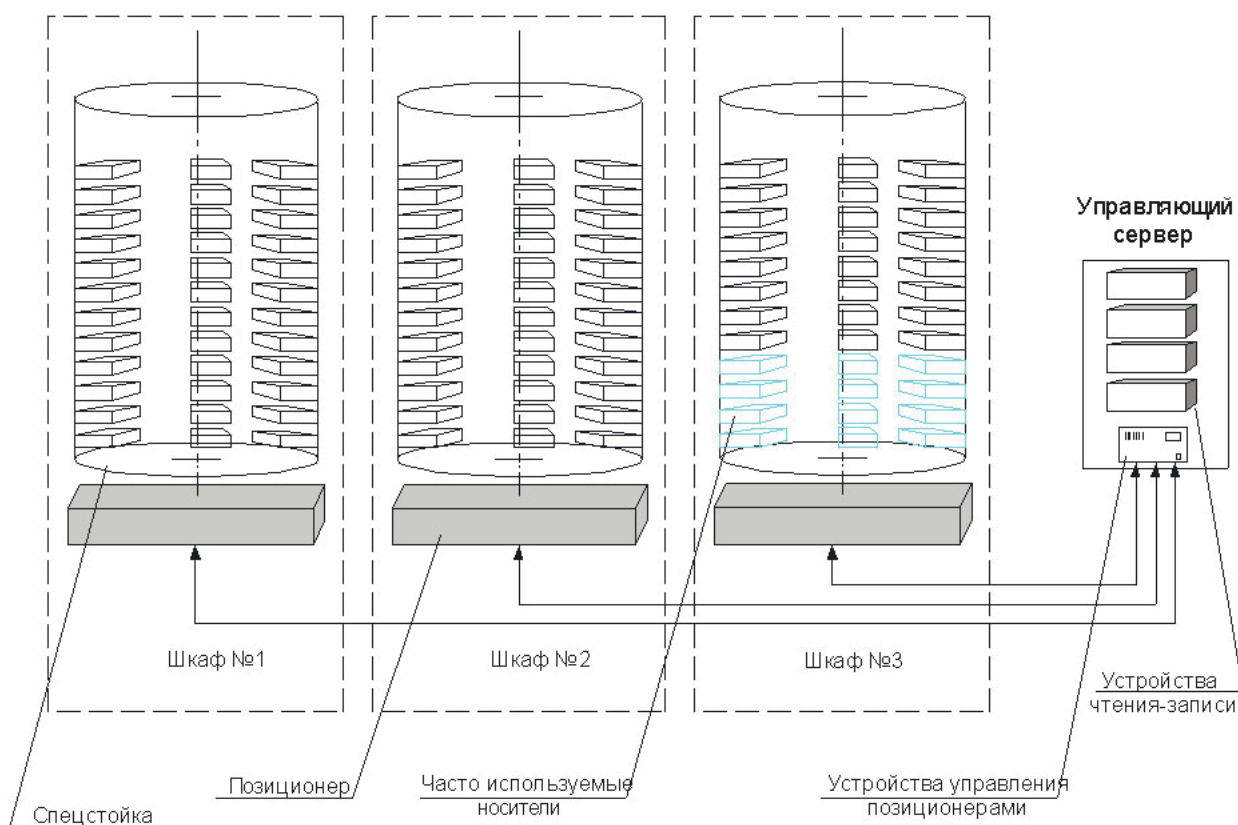 Управляющий
сервер
Шкаф №1
Шкаф №2
Шкаф №3
Устройства
чтения-записи
Позиционер
Часто используемые
носители
Устройства управления
позиционерами
Спецстойка